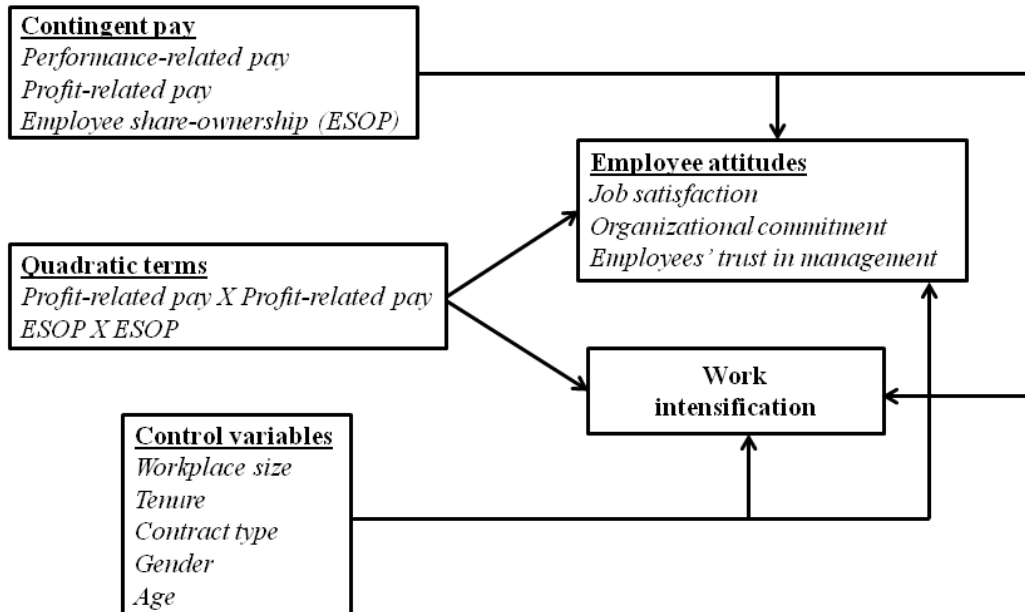 Contingent pay
Performance-related pay
Profit-related pay
Employee share-ownership (ESOP)
Employee attitudes
Job satisfaction
Organizational commitment
Employees’ trust in management
Quadratic terms
Profit-related pay X Profit-related pay
ESOP X ESOP
Work
intensification
Control variables
Workplace size
Tenure
Contract type
Gender
Age